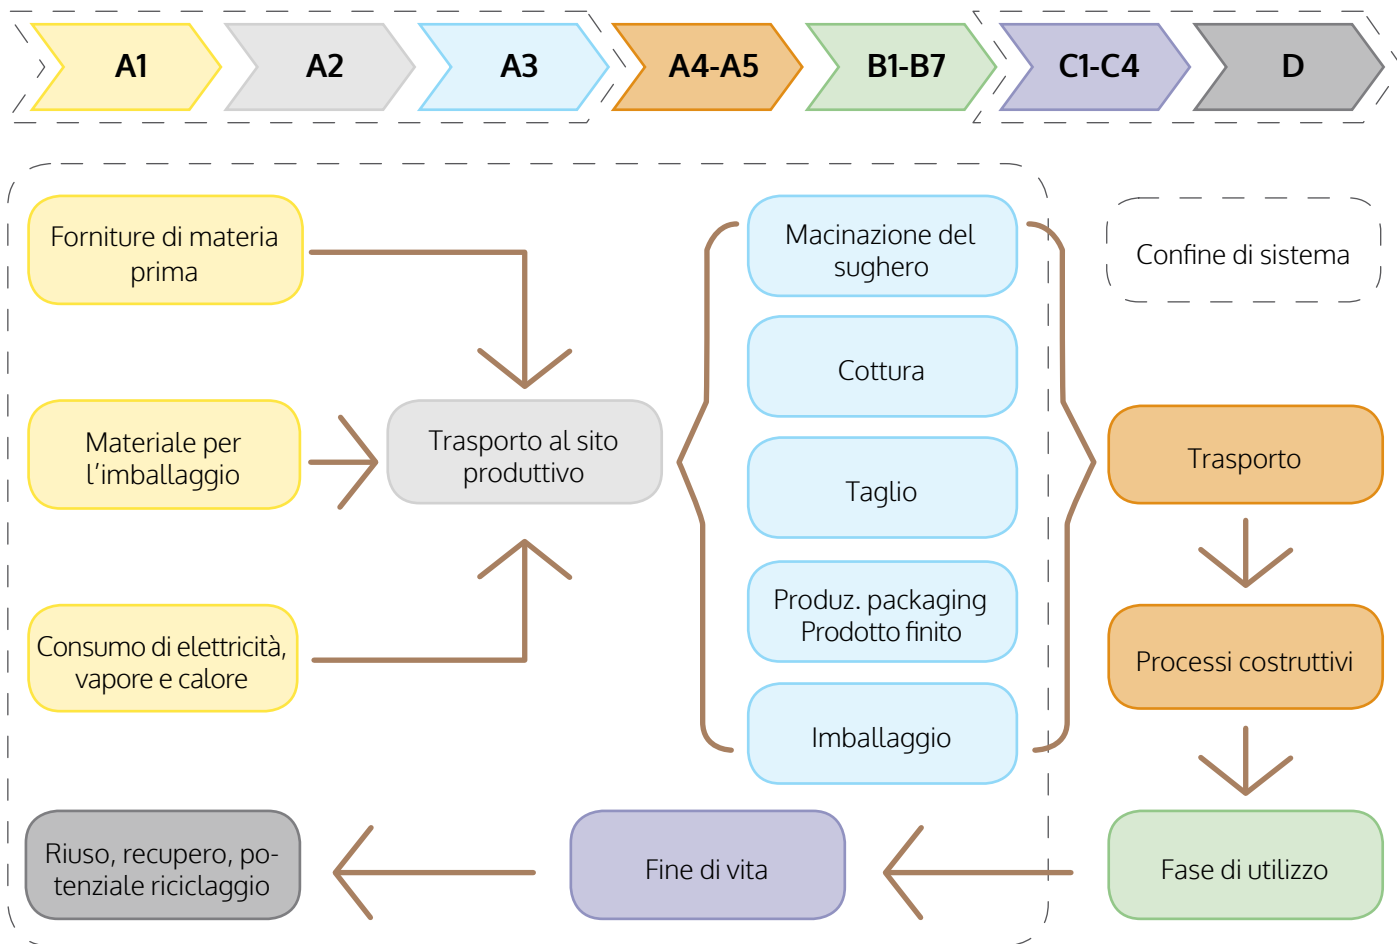 A1
A2
A3
A4-A5
B1-B7
C1-C4
D
Forniture di materia
prima
Materiale per
l'imballaggio
Consumo di elettricità,
vapore e calore
Trasporto al sito
produttivo
Macinazione del
sughero
Cottura
Taglio
Produz. packaging
Prodotto finito
Imballaggio
Confine di sistema
Trasporto
Processi costruttivi
Fase di utilizzo
Fine di vita
Riuso, recupero, po-
tenziale riciclaggio